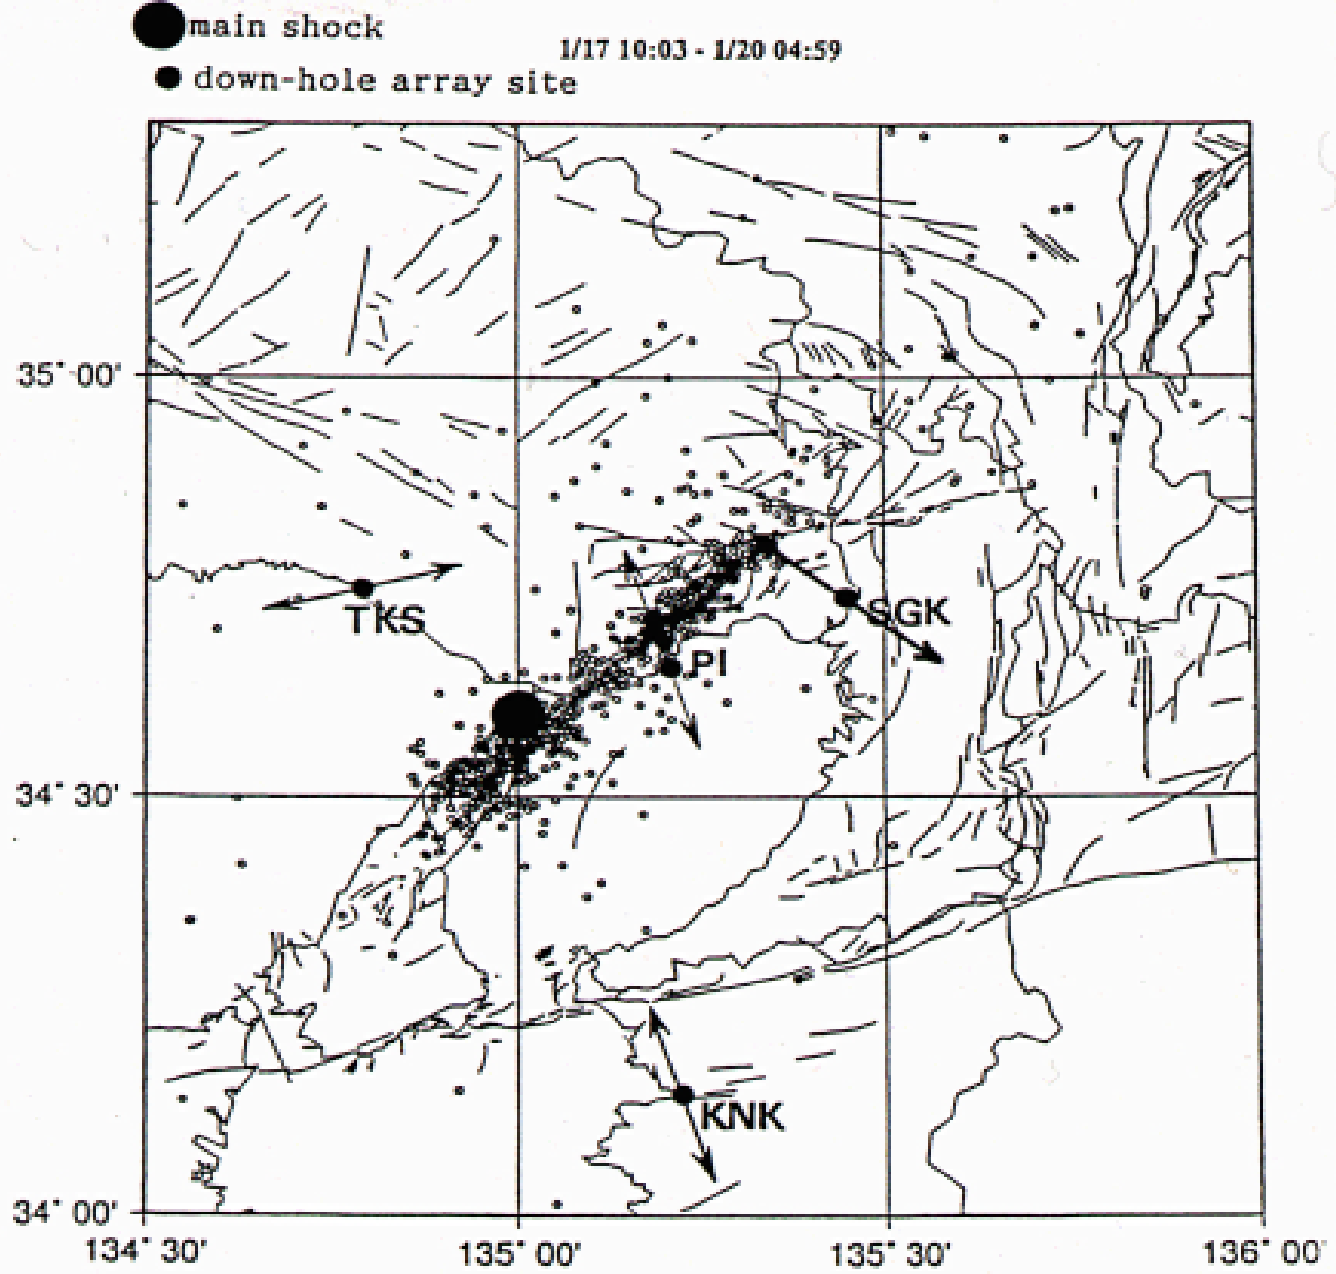 main shock
1/17 10:03 - 1/20 04:59
down-hole array site
35° 00'
TKS
SGK
PI
34° 30'
KNK
34° 00'
134° 30'
135° 00'
135° 30'
136° 00'